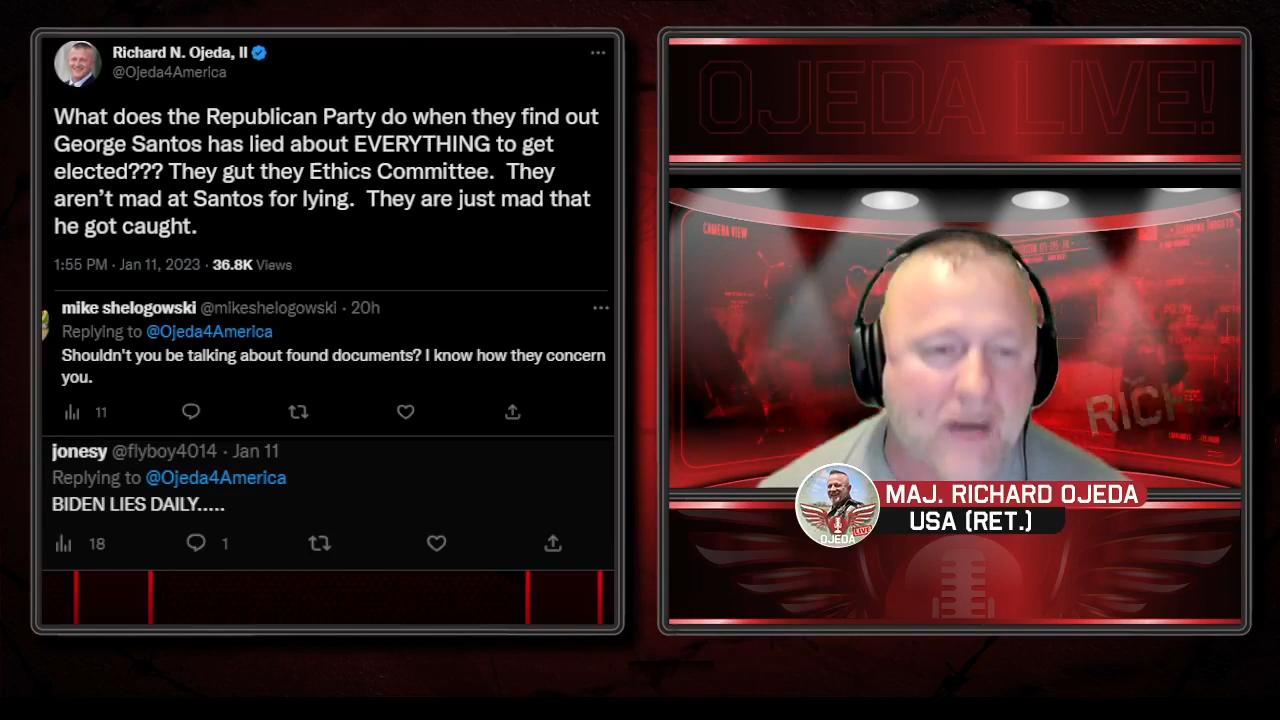 Richard N. Ojeda, II
@Ojeda4America
What does the Republican Party do when they find out
George Santos has lied about EVERYTHING to get
elected??? They gut they Ethics Committee. They
aren’t mad at Santos for lying. They are just mad that
he got caught.
1:55 PM · Jan 11, 2023 · 36.8K Views
mike shelogowski @mikeshelogowski · 20h
Replying to @Ojeda4America
Shouldn't you be talking about found documents? I know how they concern
you.
11
jonesy @flyboy4014 · Jan 11
Replying to @Ojeda4America
BIDEN LIES DAILY.....
18 1
OJEDA LIVE!
CAMERA VIEW
MAJ. RICHARD OJEDA
USA (RET.)
OJEDA
LIVE